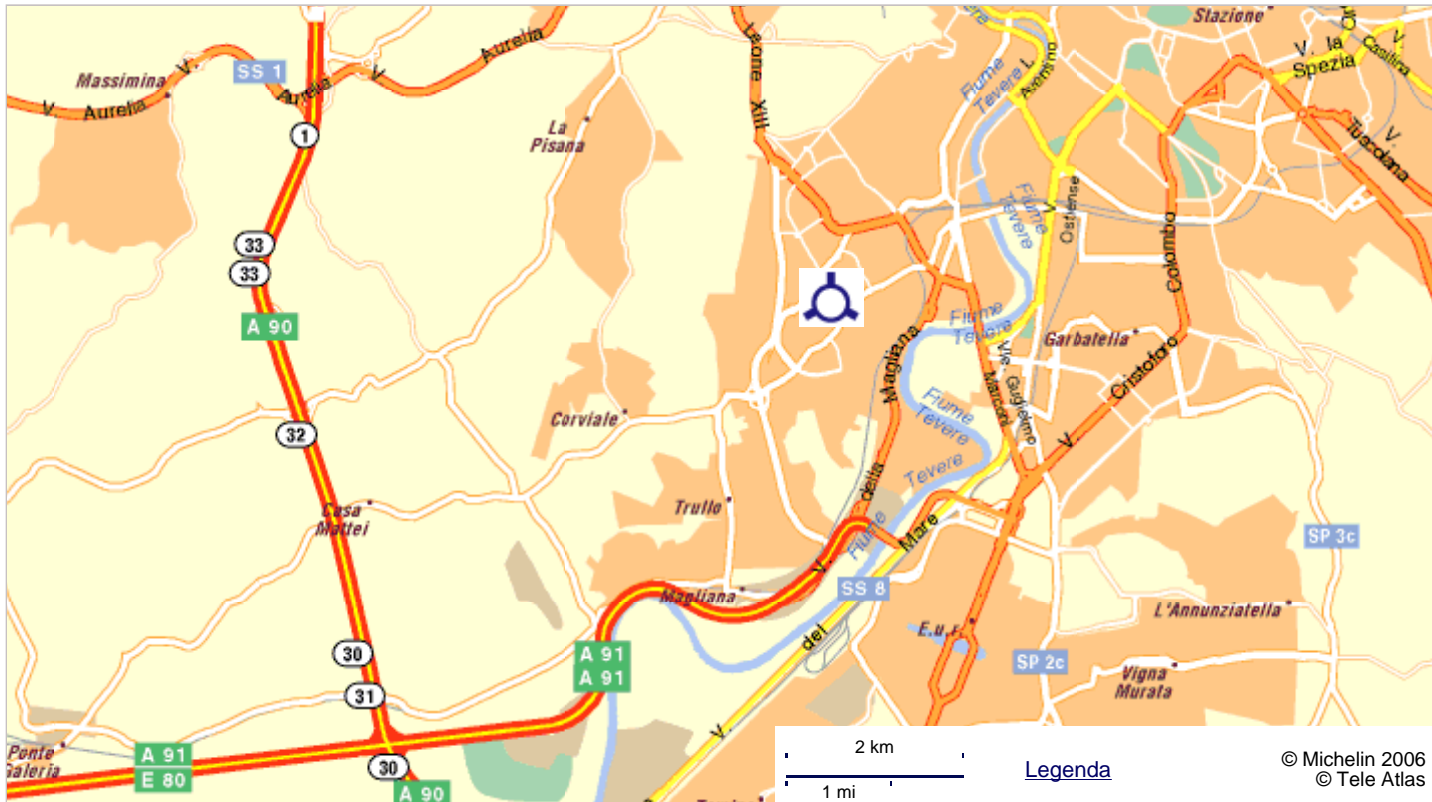 Stazione
V. la
Spezia
V.
Casilina
Massimina
V.
SS 1
V.
Aurelia
V.
Aurelia
Aurelia
Leone XIII
Fiume
Tevere
L.
Aventino
1
La
Pisana
V.
Tuscolana
Fiume
Tevere
V.
Ostiense
33
33
A 90
Colombo
Fiume
Tevere
Garbatella
Magliana
Vle. Guglielmo
Marconi
Cristoforo
V.
Corviale
Fiume
Tevere
32
Tevere
Casa
Mattei
Trullo
della
V.
Fiume
Mare
SP 3c
SS 8
Magliana
L'Annunziatella
E.u.r.
dei
30
A 91
A 91
SP 2c
Vigna
Murata
31
V.
Ponte
Galeria
A 91
E 80
30
A 90
2 km
1 mi
Legenda
© Michelin 2006
© Tele Atlas